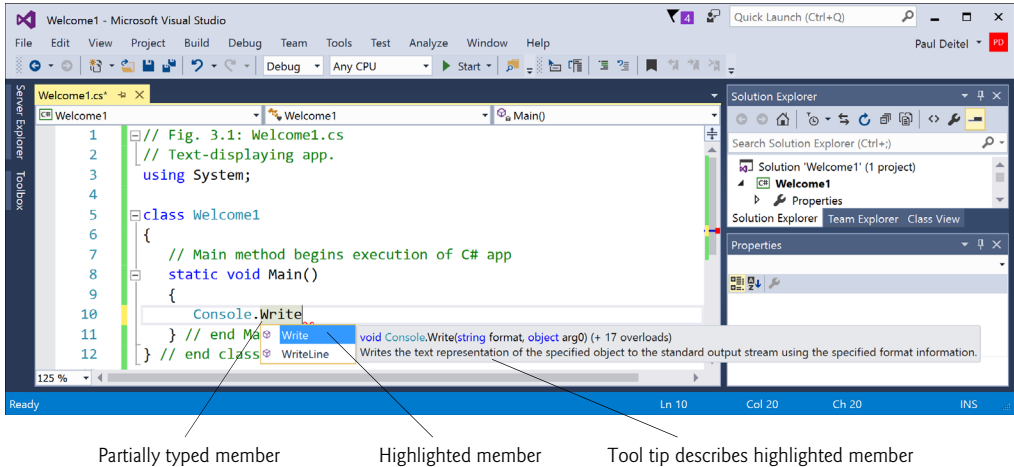 Welcome1 - Microsoft Visual Studio
4
Quick Launch (Ctrl+Q)
File Edit View Project Build Debug Team Tools Test Analyze Window Help
Paul Deitel
PD
Debug
Any CPU
Start
Server Explorer
Toolbox
Welcome1.cs*
C# Welcome1
Welcome1
Main()
1 // Fig. 3.1: Welcome1.cs
2 // Text-displaying app.
3 using System;
4
5 class Welcome1
6 {
7 // Main method begins execution of C# app
8 static void Main()
9 {
10 Console.Write
11 } // end Ma
12 } // end class
Write
WriteLine
void Console.Write(string format, object arg0) (+ 17 overloads)
Writes the text representation of the specified object to the standard output stream using the specified format information.
125 %
Solution Explorer
Search Solution Explorer (Ctrl+;)
Solution 'Welcome1' (1 project)
C# Welcome1
Properties
Solution Explorer Team Explorer Class View
Properties
Ready
Ln 10 Col 20 Ch 20 INS
Partially typed member
Highlighted member
Tool tip describes highlighted member